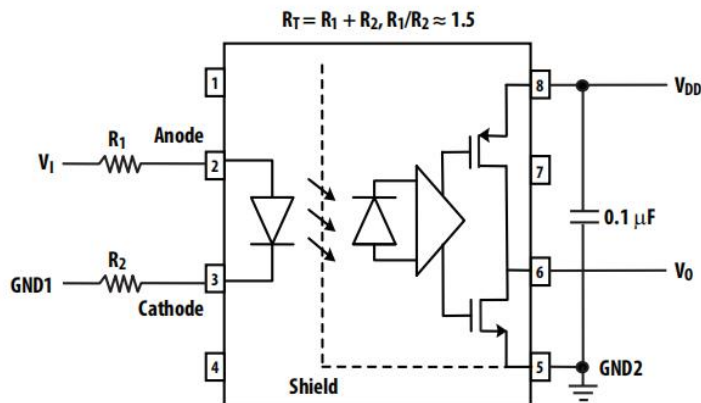 R_T = R_1 + R_2, R_1/R_2 ≈ 1.5
1
8
V_DD
R_1
Anode
V_I
2
7
0.1 μF
R_2
GND1
3
6
V_O
Cathode
4
5
GND2
Shield